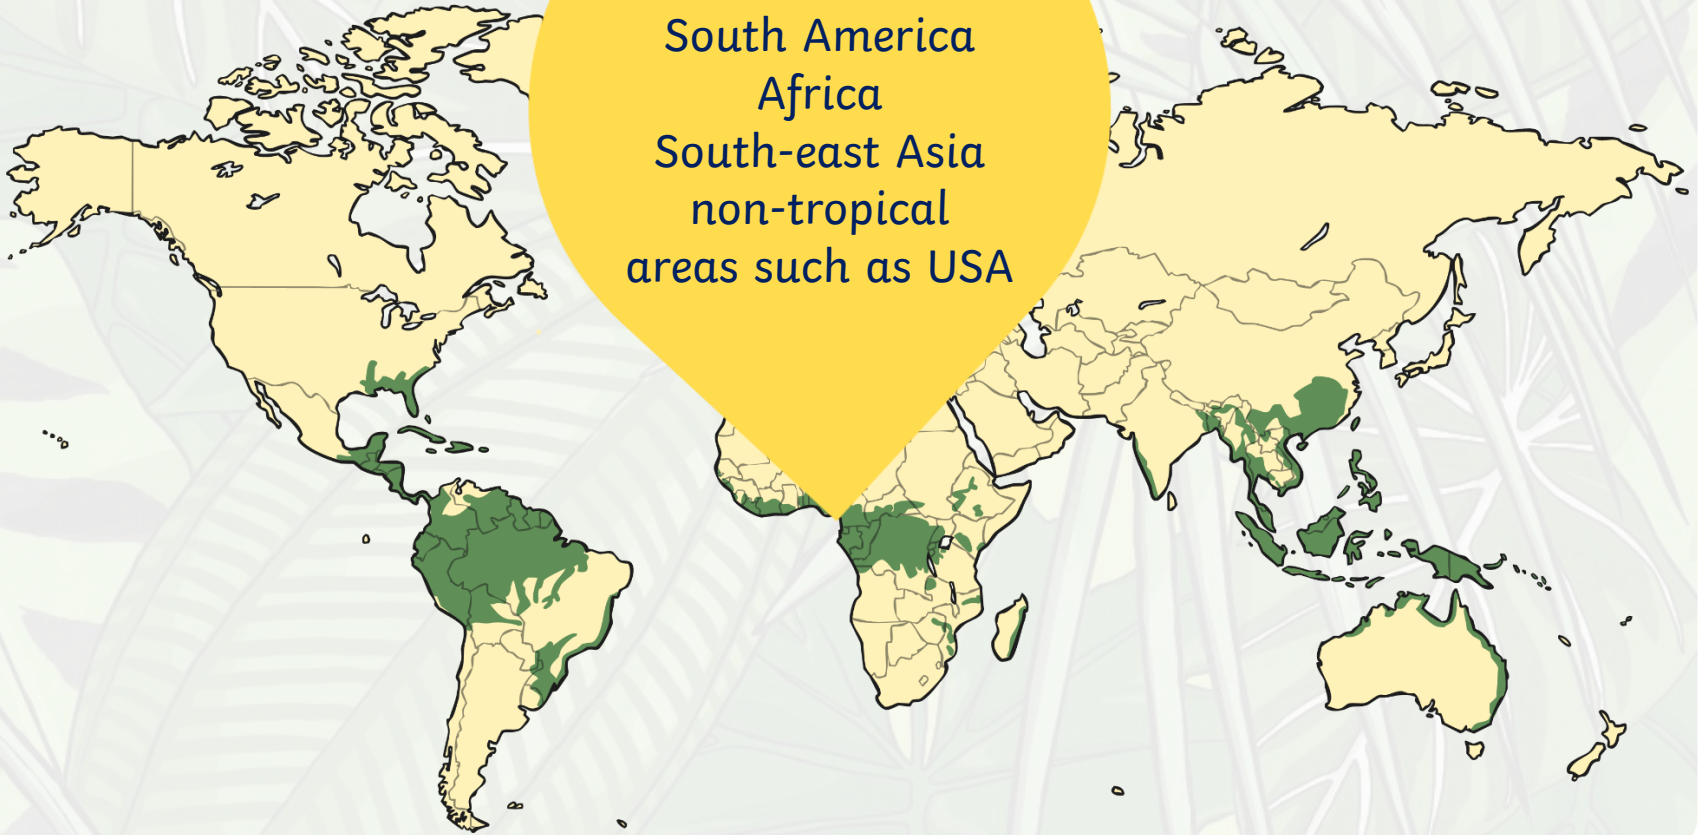 South America
Africa
South-east Asia
non-tropical
areas such as USA